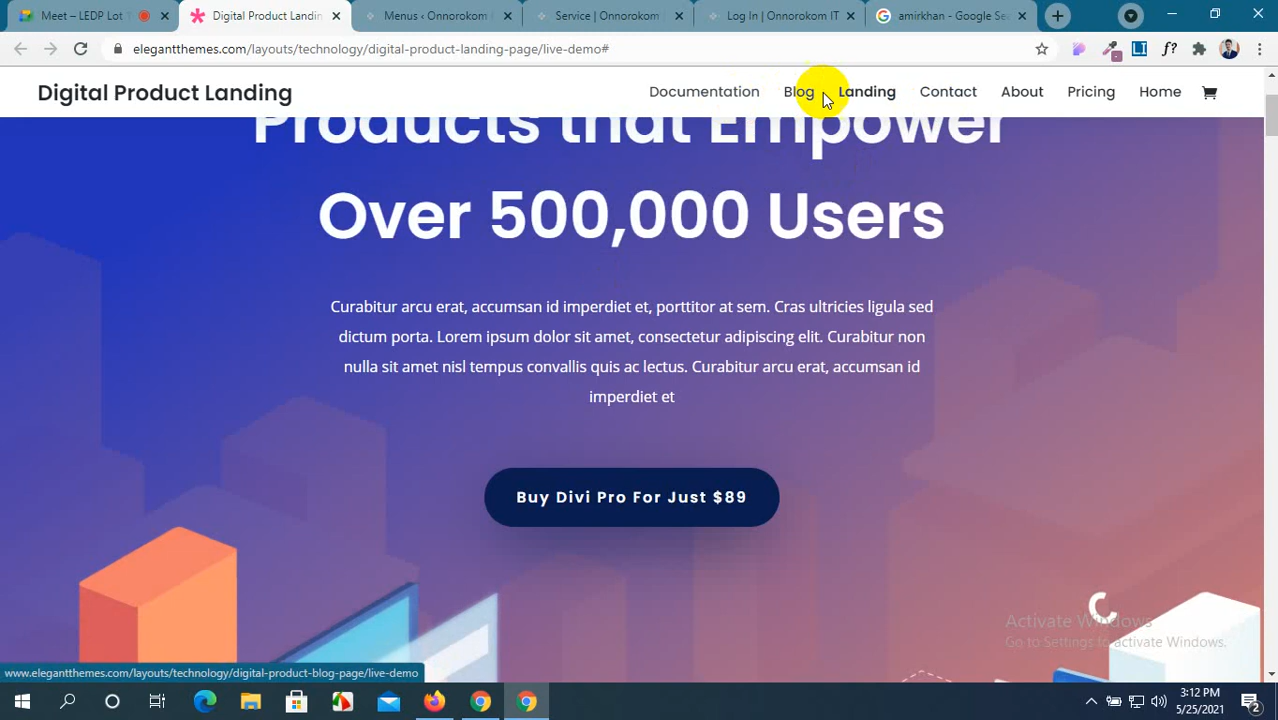 Meet – LEDP Lot
Digital Product Landin
Menus ‹ Onnorokom
Service | Onnorokom
Log In | Onnorokom IT
amirkhan - Google Se
elegantthemes.com/layouts/technology/digital-product-landing-page/live-demo#
Digital Product Landing
Documentation
Blog
Landing
Contact
About
Pricing
Home
Products that Empower
Over 500,000 Users
Curabitur arcu erat, accumsan id imperdiet et, porttitor at sem. Cras ultricies ligula sed
dictum porta. Lorem ipsum dolor sit amet, consectetur adipiscing elit. Curabitur non
nulla sit amet nisl tempus convallis quis ac lectus. Curabitur arcu erat, accumsan id
imperdiet et
Buy Divi Pro For Just $89
Activate Windows
Go to Settings to activate Windows.
www.elegantthemes.com/layouts/technology/digital-product-blog-page/live-demo
3:12 PM
5/25/2021
2